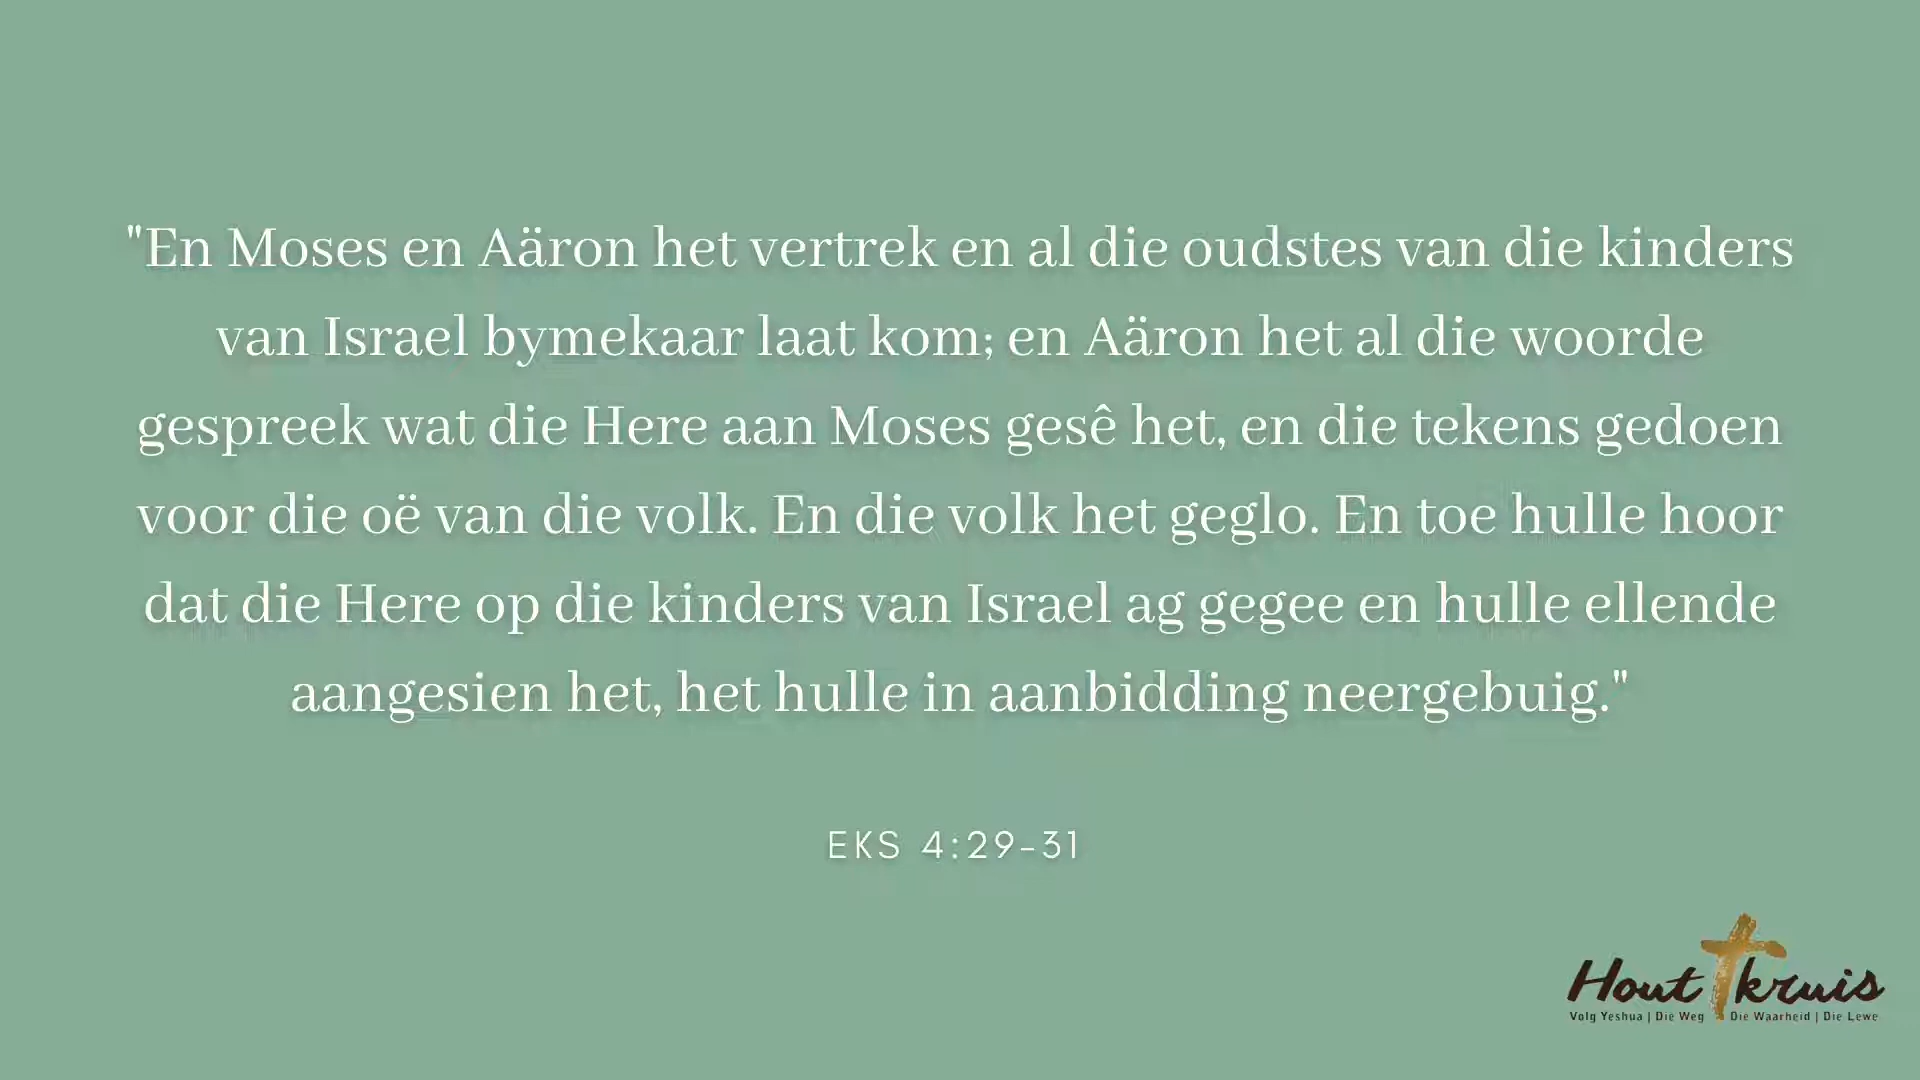 "En Moses en Aäron het vertrek en al die oudstes van die kinders
van Israel bymekaar laat kom; en Aäron het al die woorde
gespreek wat die Here aan Moses gesê het, en die tekens gedoen
voor die oë van die volk. En die volk het geglo. En toe hulle hoor
dat die Here op die kinders van Israel ag gegee en hulle ellende
aangesien het, het hulle in aanbidding neergebuig."
EKS 4:29-31
Hout kruis
Volg Yeshua | Die Weg Die Waarheid | Die Lewe